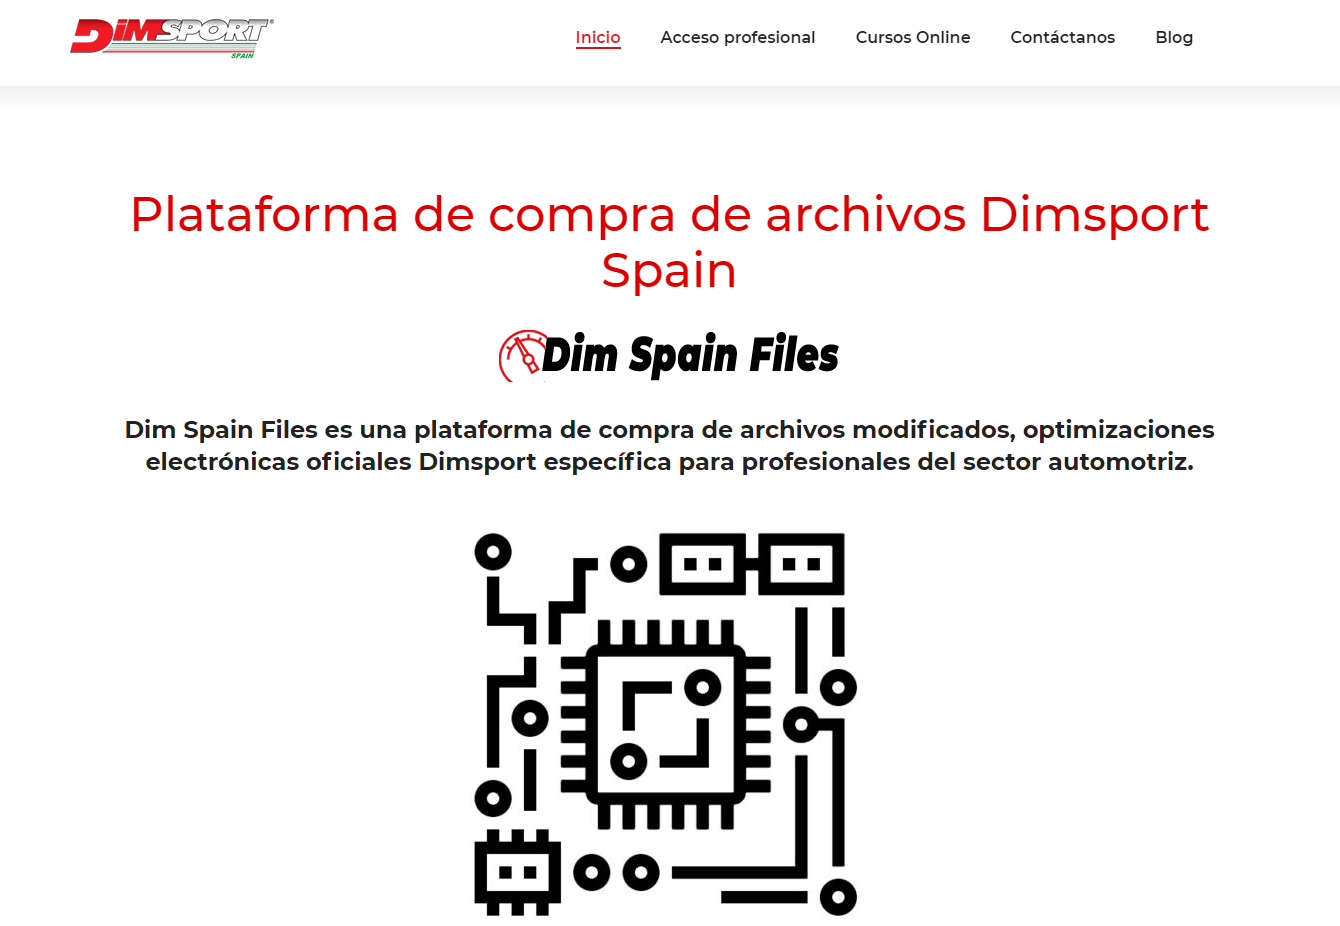 DiMSPORT®
SPAIN
Inicio Acceso profesional Cursos Online Contáctanos Blog
Plataforma de compra de archivos Dimsport
Spain
Dim Spain Files
Dim Spain Files es una plataforma de compra de archivos modificados, optimizaciones
electrónicas oficiales Dimsport específica para profesionales del sector automotriz.